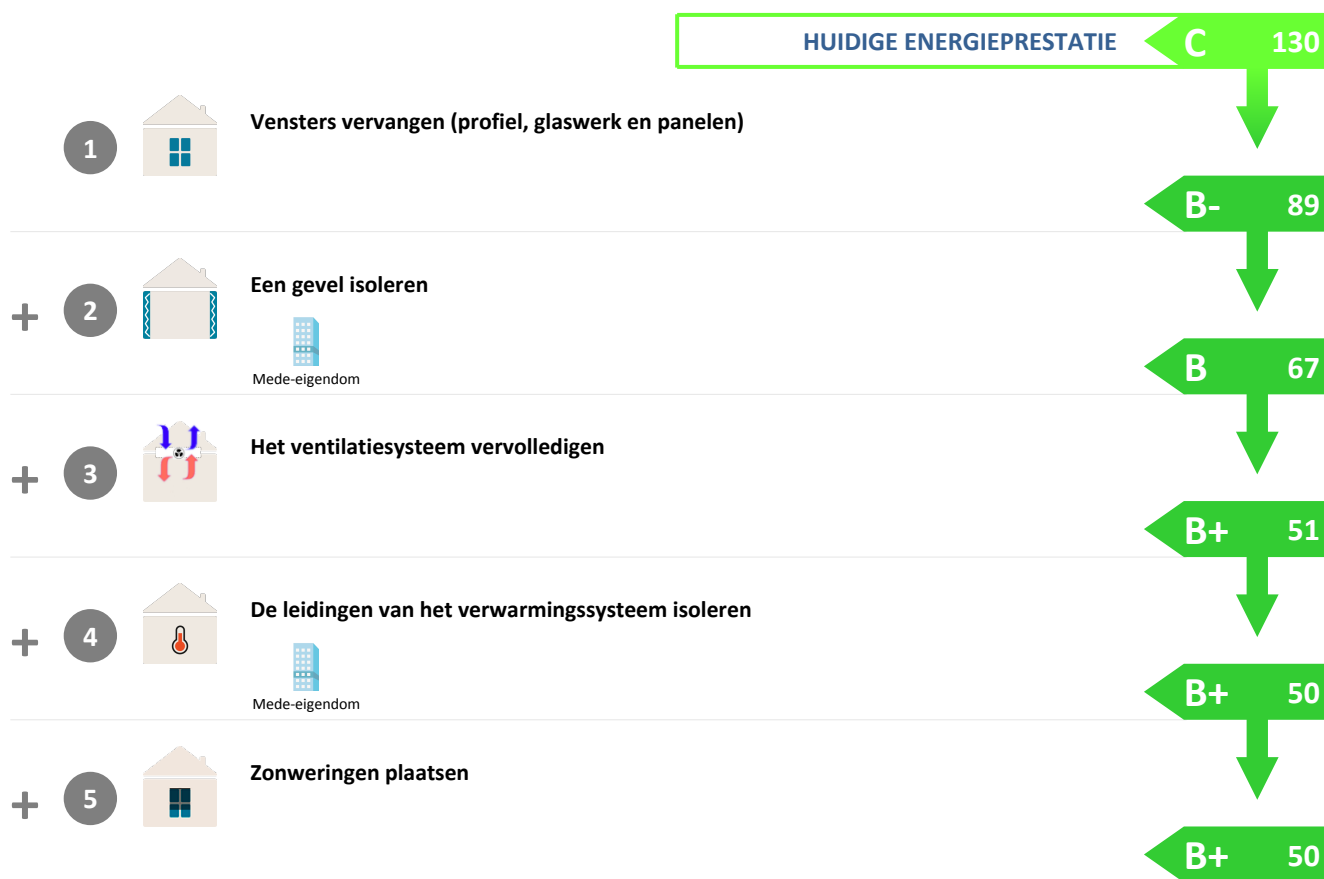 HUIDIGE ENERGIEPRESTATIE C 130
1 Vensters vervangen (profiel, glaswerk en panelen)
B- 89
+ 2 Een gevel isoleren
Mede-eigendom
B 67
+ 3 Het ventilatiesysteem vervolledigen
B+ 51
+ 4 De leidingen van het verwarmingssysteem isoleren
Mede-eigendom
B+ 50
+ 5 Zonweringen plaatsen
B+ 50